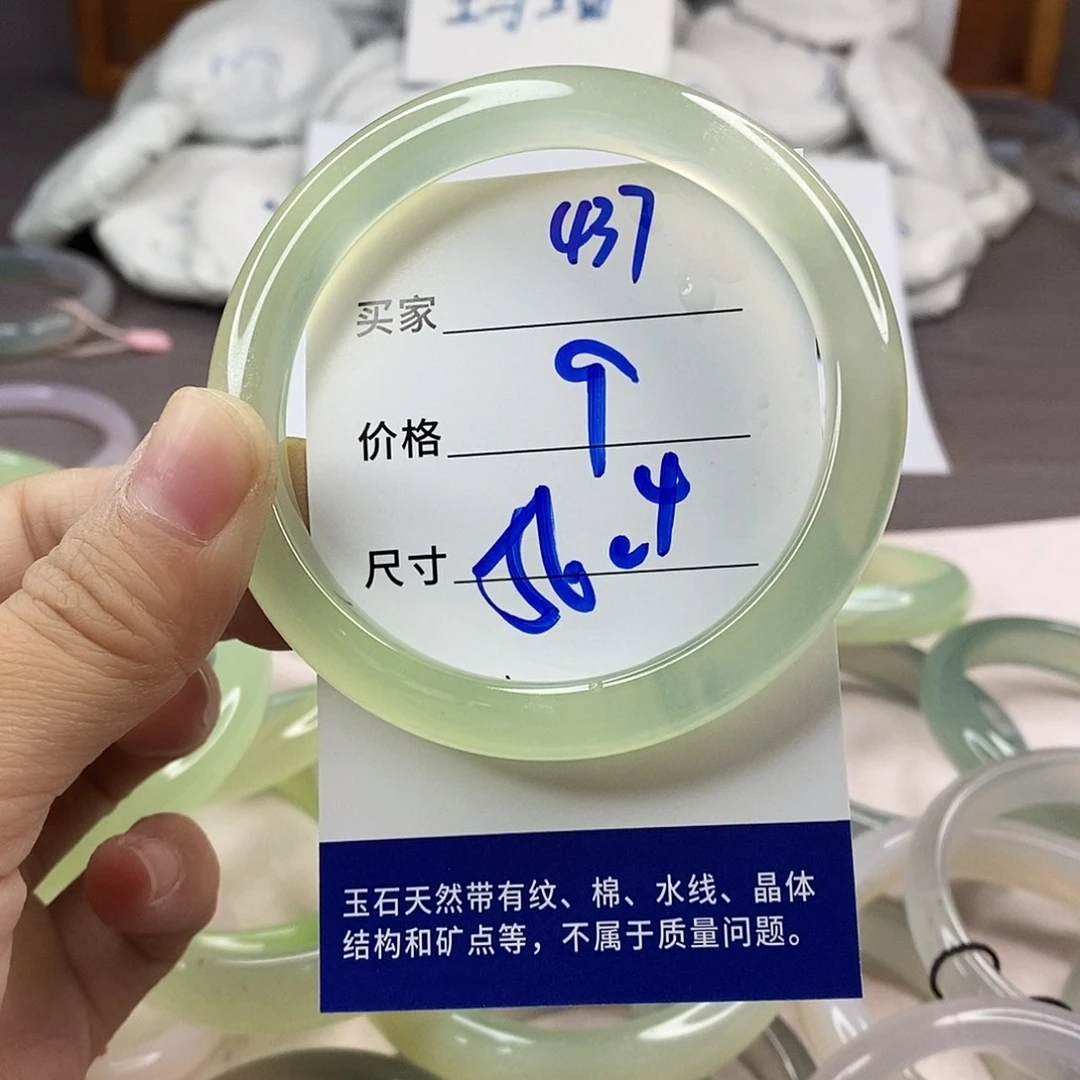 437
买家
价格 9
尺寸 56.4
玉石天然带有纹、棉、水线、晶体
结构和矿点等，不属于质量问题。